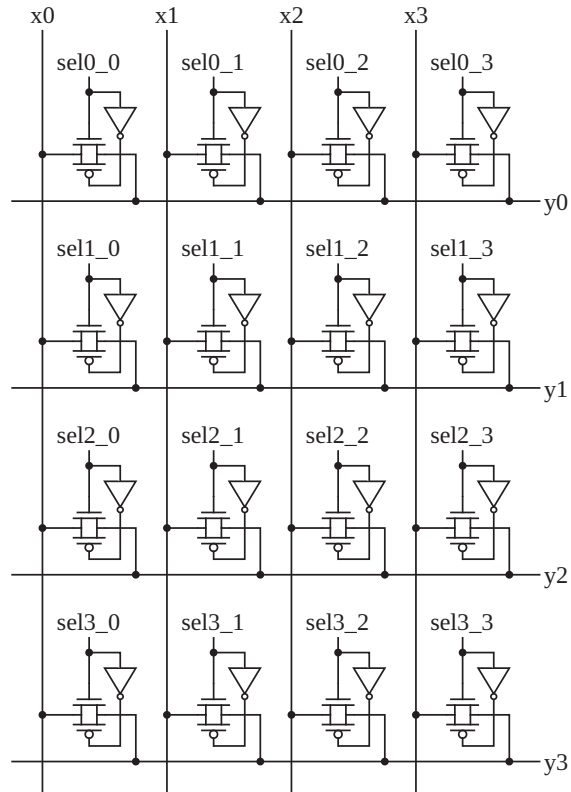 x0 x1 x2 x3
sel0_0 sel0_1 sel0_2 sel0_3
y0
sel1_0 sel1_1 sel1_2 sel1_3
y1
sel2_0 sel2_1 sel2_2 sel2_3
y2
sel3_0 sel3_1 sel3_2 sel3_3
y3